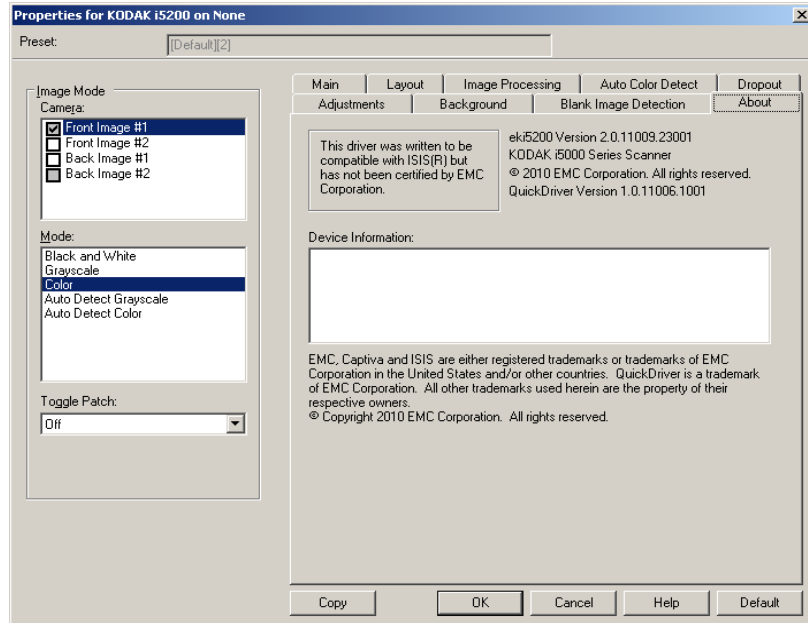 Properties for KODAK i5200 on None
Preset:
[Default][2]
Image Mode
Camera:
Front Image #1
Front Image #2
Back Image #1
Back Image #2
Mode:
Black and White
Grayscale
Color
Auto Detect Grayscale
Auto Detect Color
Toggle Patch:
Off
Main
Layout
Image Processing
Auto Color Detect
Dropout
Adjustments
Background
Blank Image Detection
About
This driver was written to be
compatible with ISIS(R) but
has not been certified by EMC
Corporation.
eki5200 Version 2.0.11009.23001
KODAK i5000 Series Scanner
© 2010 EMC Corporation. All rights reserved.
QuickDriver Version 1.0.11006.1001
Device Information:
EMC, Captiva and ISIS are either registered trademarks or trademarks of EMC
Corporation in the United States and/or other countries.  QuickDriver is a trademark
of EMC Corporation.  All other trademarks used herein are the property of their
respective owners.
© Copyright 2010 EMC Corporation.  All rights reserved.
Copy
OK
Cancel
Help
Default